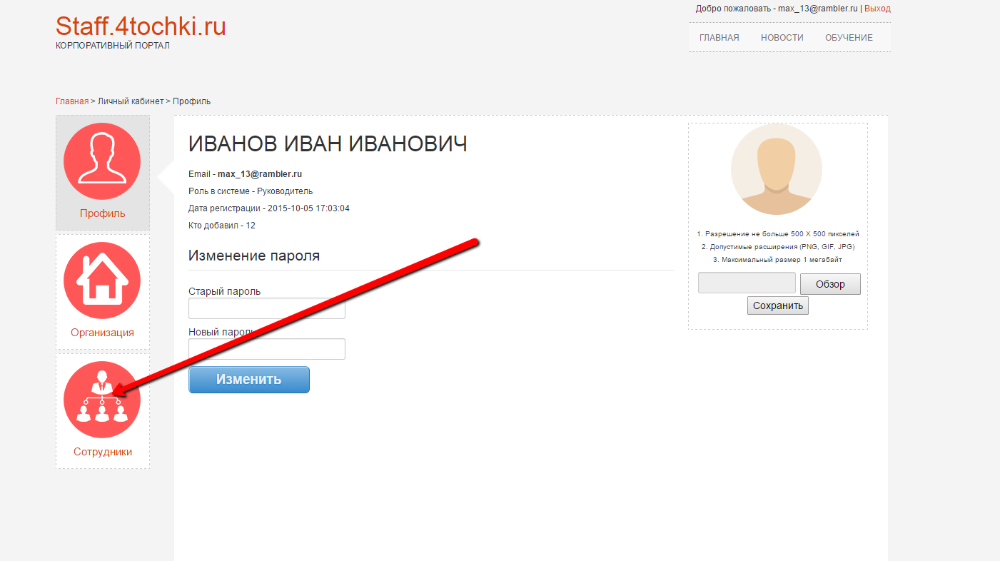 Добро пожаловать - max_13@rambler.ru | Выход
Staff.4tochki.ru
КОРПОРАТИВНЫЙ ПОРТАЛ
ГЛАВНАЯ НОВОСТИ ОБУЧЕНИЕ
Главная > Личный кабинет > Профиль
Профиль
Организация
Сотрудники
ИВАНОВ ИВАН ИВАНОВИЧ
Email - max_13@rambler.ru
Роль в системе - Руководитель
Дата регистрации - 2015-10-05 17:03:04
Кто добавил - 12
Изменение пароля
Старый пароль
Новый пароль
Изменить
1. Разрешение не больше 500 X 500 пикселей
2. Допустимые расширения (PNG, GIF, JPG)
3. Максимальный размер 1 мегабайт
Обзор
Сохранить